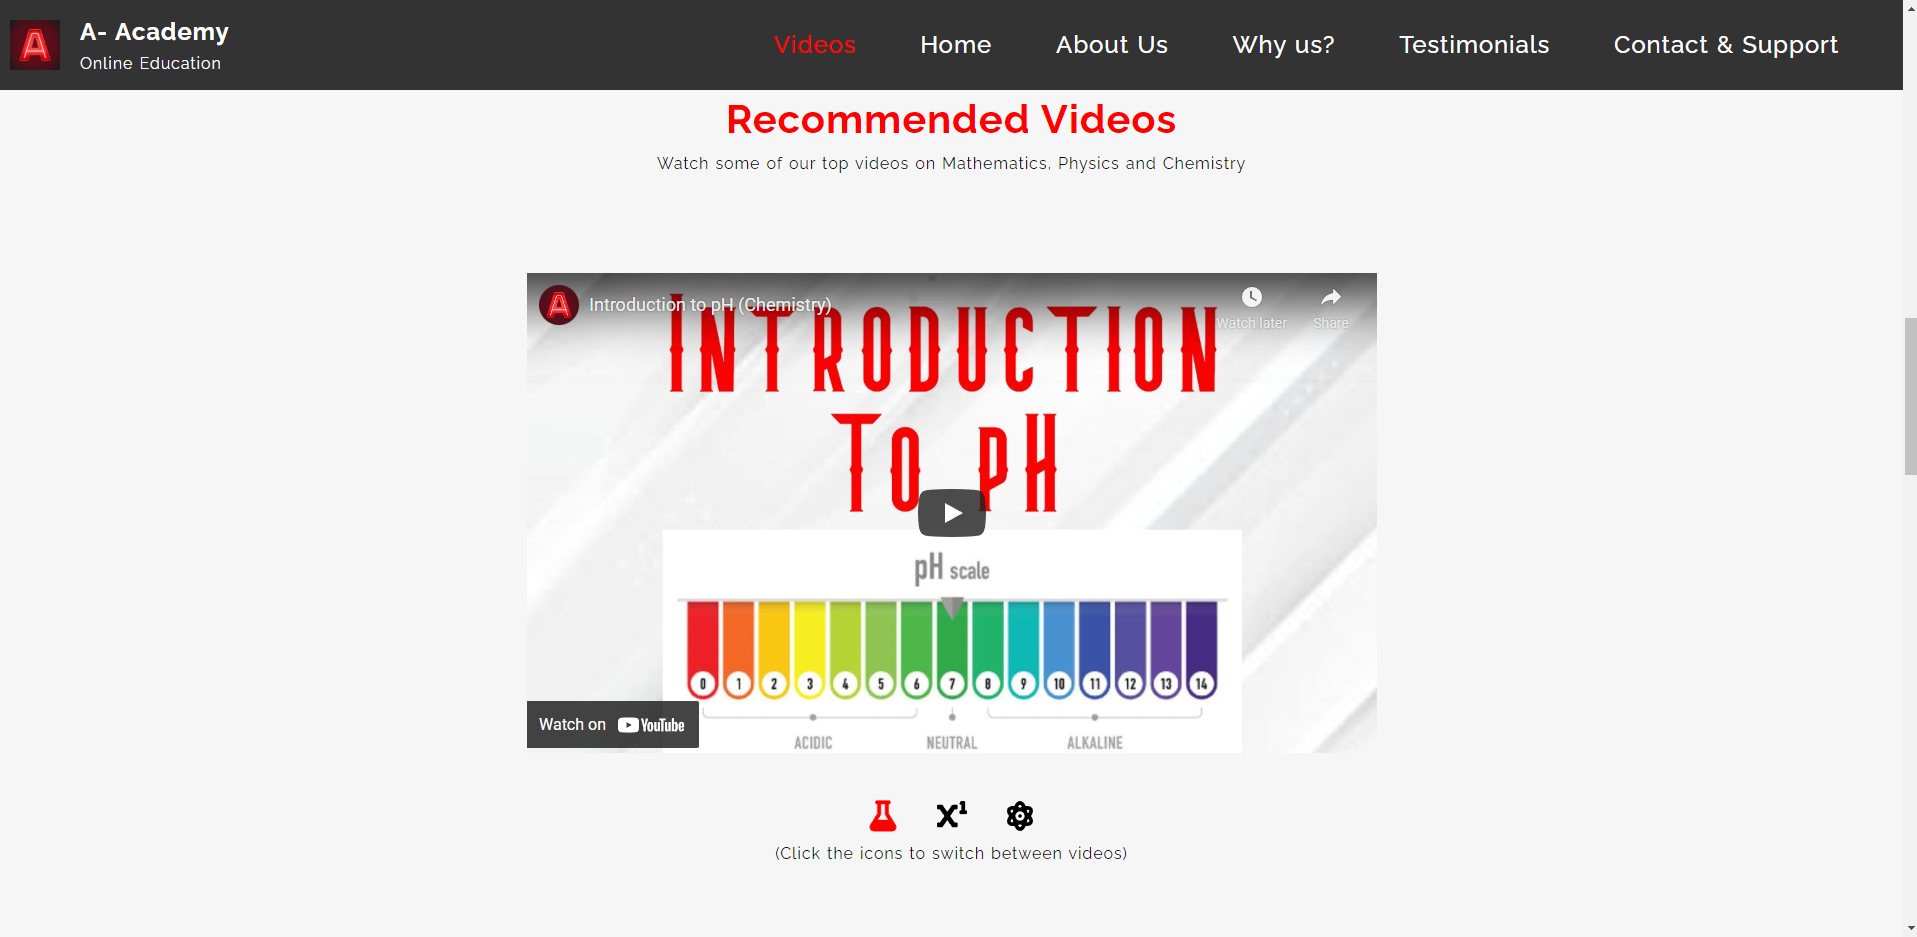 A
A- Academy
Online Education
Videos
Home
About Us
Why us?
Testimonials
Contact & Support
Recommended Videos
Watch some of our top videos on Mathematics, Physics and Chemistry
A
Introduction to pH (Chemistry)
Watch later
Share
INTRODUCTION
TO pH
pH scale
0 1 2 3 4 5 6 7 8 9 10 11 12 13 14
ACIDIC
NEUTRAL
ALKALINE
Watch on YouTube
X1
(Click the icons to switch between videos)